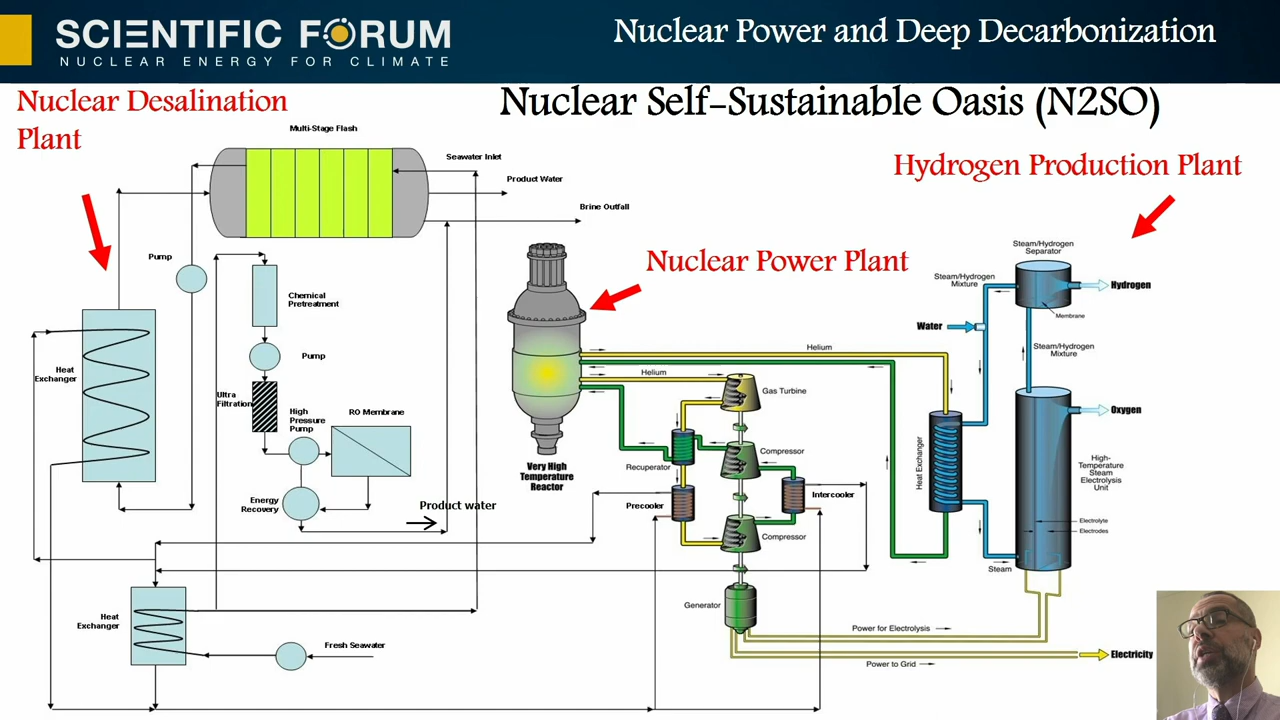 SCIENTIFIC FORUM
NUCLEAR ENERGY FOR CLIMATE
Nuclear Power and Deep Decarbonization
Nuclear Desalination
Plant
Nuclear Self-Sustainable Oasis (N2SO)
Multi-Stage Flash
Seawater Inlet
Product Water
Brine Outfall
Hydrogen Production Plant
Nuclear Power Plant
Pump
Chemical
Pretreatment
Pump
Heat
Exchanger
Ultra
Filtration
High
Pressure
Pump
RO Membrane
Energy
Recovery
Product water
Very High
Temperature
Reactor
Helium
Helium
Gas Turbine
Recuperator
Compressor
Precooler
Intercooler
Compressor
Generator
Steam/Hydrogen
Separator
Steam/Hydrogen
Mixture
Hydrogen
Membrane
Water
Steam/Hydrogen
Mixture
Oxygen
Heat Exchanger
High-
Temperature
Steam
Electrolysis
Unit
Electrolyte
Electrodes
Steam
Heat
Exchanger
Fresh Seawater
Power for Electrolysis
Power to Grid
Electricity